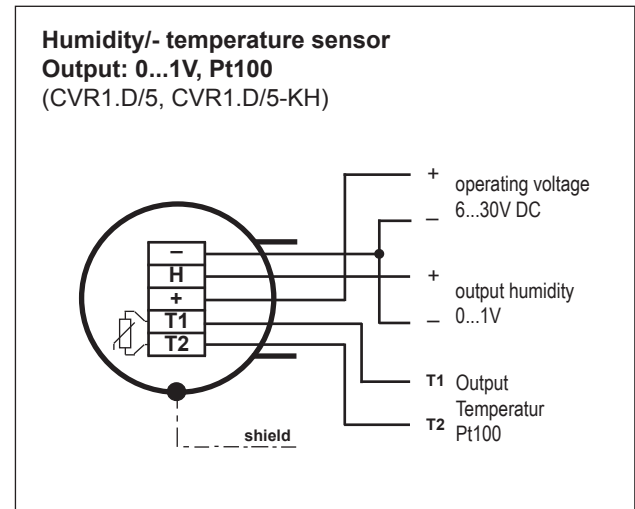 Humidity/- temperature sensor
Output: 0...1V, Pt100
(CVR1.D/5, CVR1.D/5-KH)
+
operating voltage
6...30V DC
–
–
H
+
T1
T2
+
output humidity
0...1V
–
T1 Output
Temperatur
T2 Pt100
shield